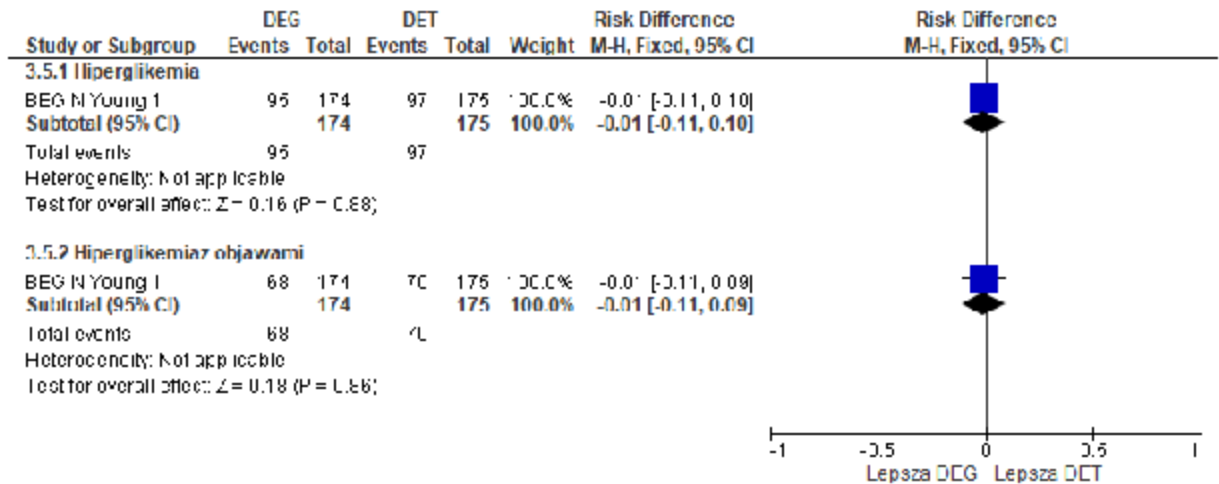 DEG DET Risk Difference Risk Difference
Study or Subgroup Events Total Events Total Weight M-H, Fixed, 95% CI M-H, Fixed, 95% CI
3.5.1 Hiperglikemia
BEGIN Young 1 95 174 97 175 100.0% -0.01 [-0.11, 0.10]
Subtotal (95% CI) 174 175 100.0% -0.01 [-0.11, 0.10]
Total events 95 97
Heterogeneity: Not applicable
Test for overall effect: Z = 0.16 (P = 0.88)
3.5.2 Hiperglikemia z objawami
BEGIN Young 1 68 174 70 175 100.0% -0.01 [-0.11, 0.09]
Subtotal (95% CI) 174 175 100.0% -0.01 [-0.11, 0.09]
Total events 68 70
Heterogeneity: Not applicable
Test for overall effect: Z = 0.18 (P = 0.86)
-1 -0.5 0 0.5 1
Lepsza DEG Lepsza DET